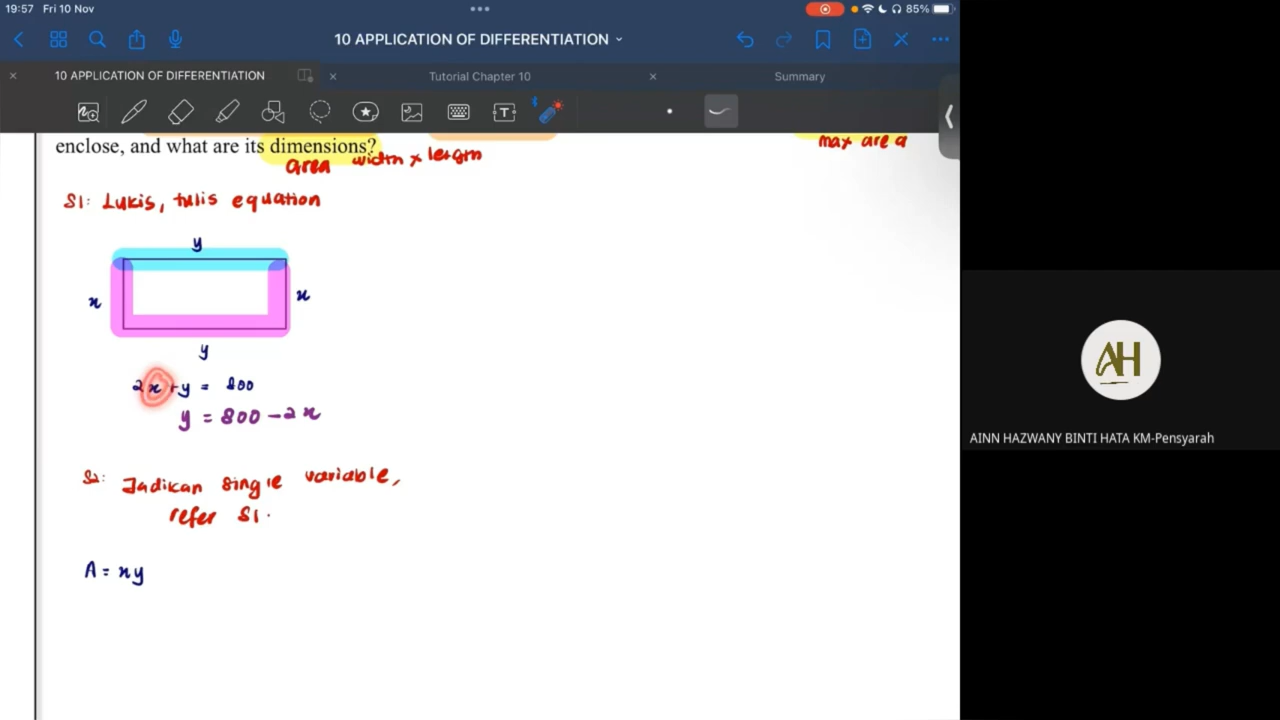 19:57 Fri 10 Nov
85%
10 APPLICATION OF DIFFERENTIATION
10 APPLICATION OF DIFFERENTIATION
Tutorial Chapter 10
Summary
enclose, and what are its dimensions?
max area
area width x length
S1: Lukis, tulis equation
y
x
x
y
2x + y = 800
y = 800 - 2x
S2: Jadikan single variable,
refer S1.
A = xy
AH
AINN HAZWANY BINTI HATA KM-Pensyarah